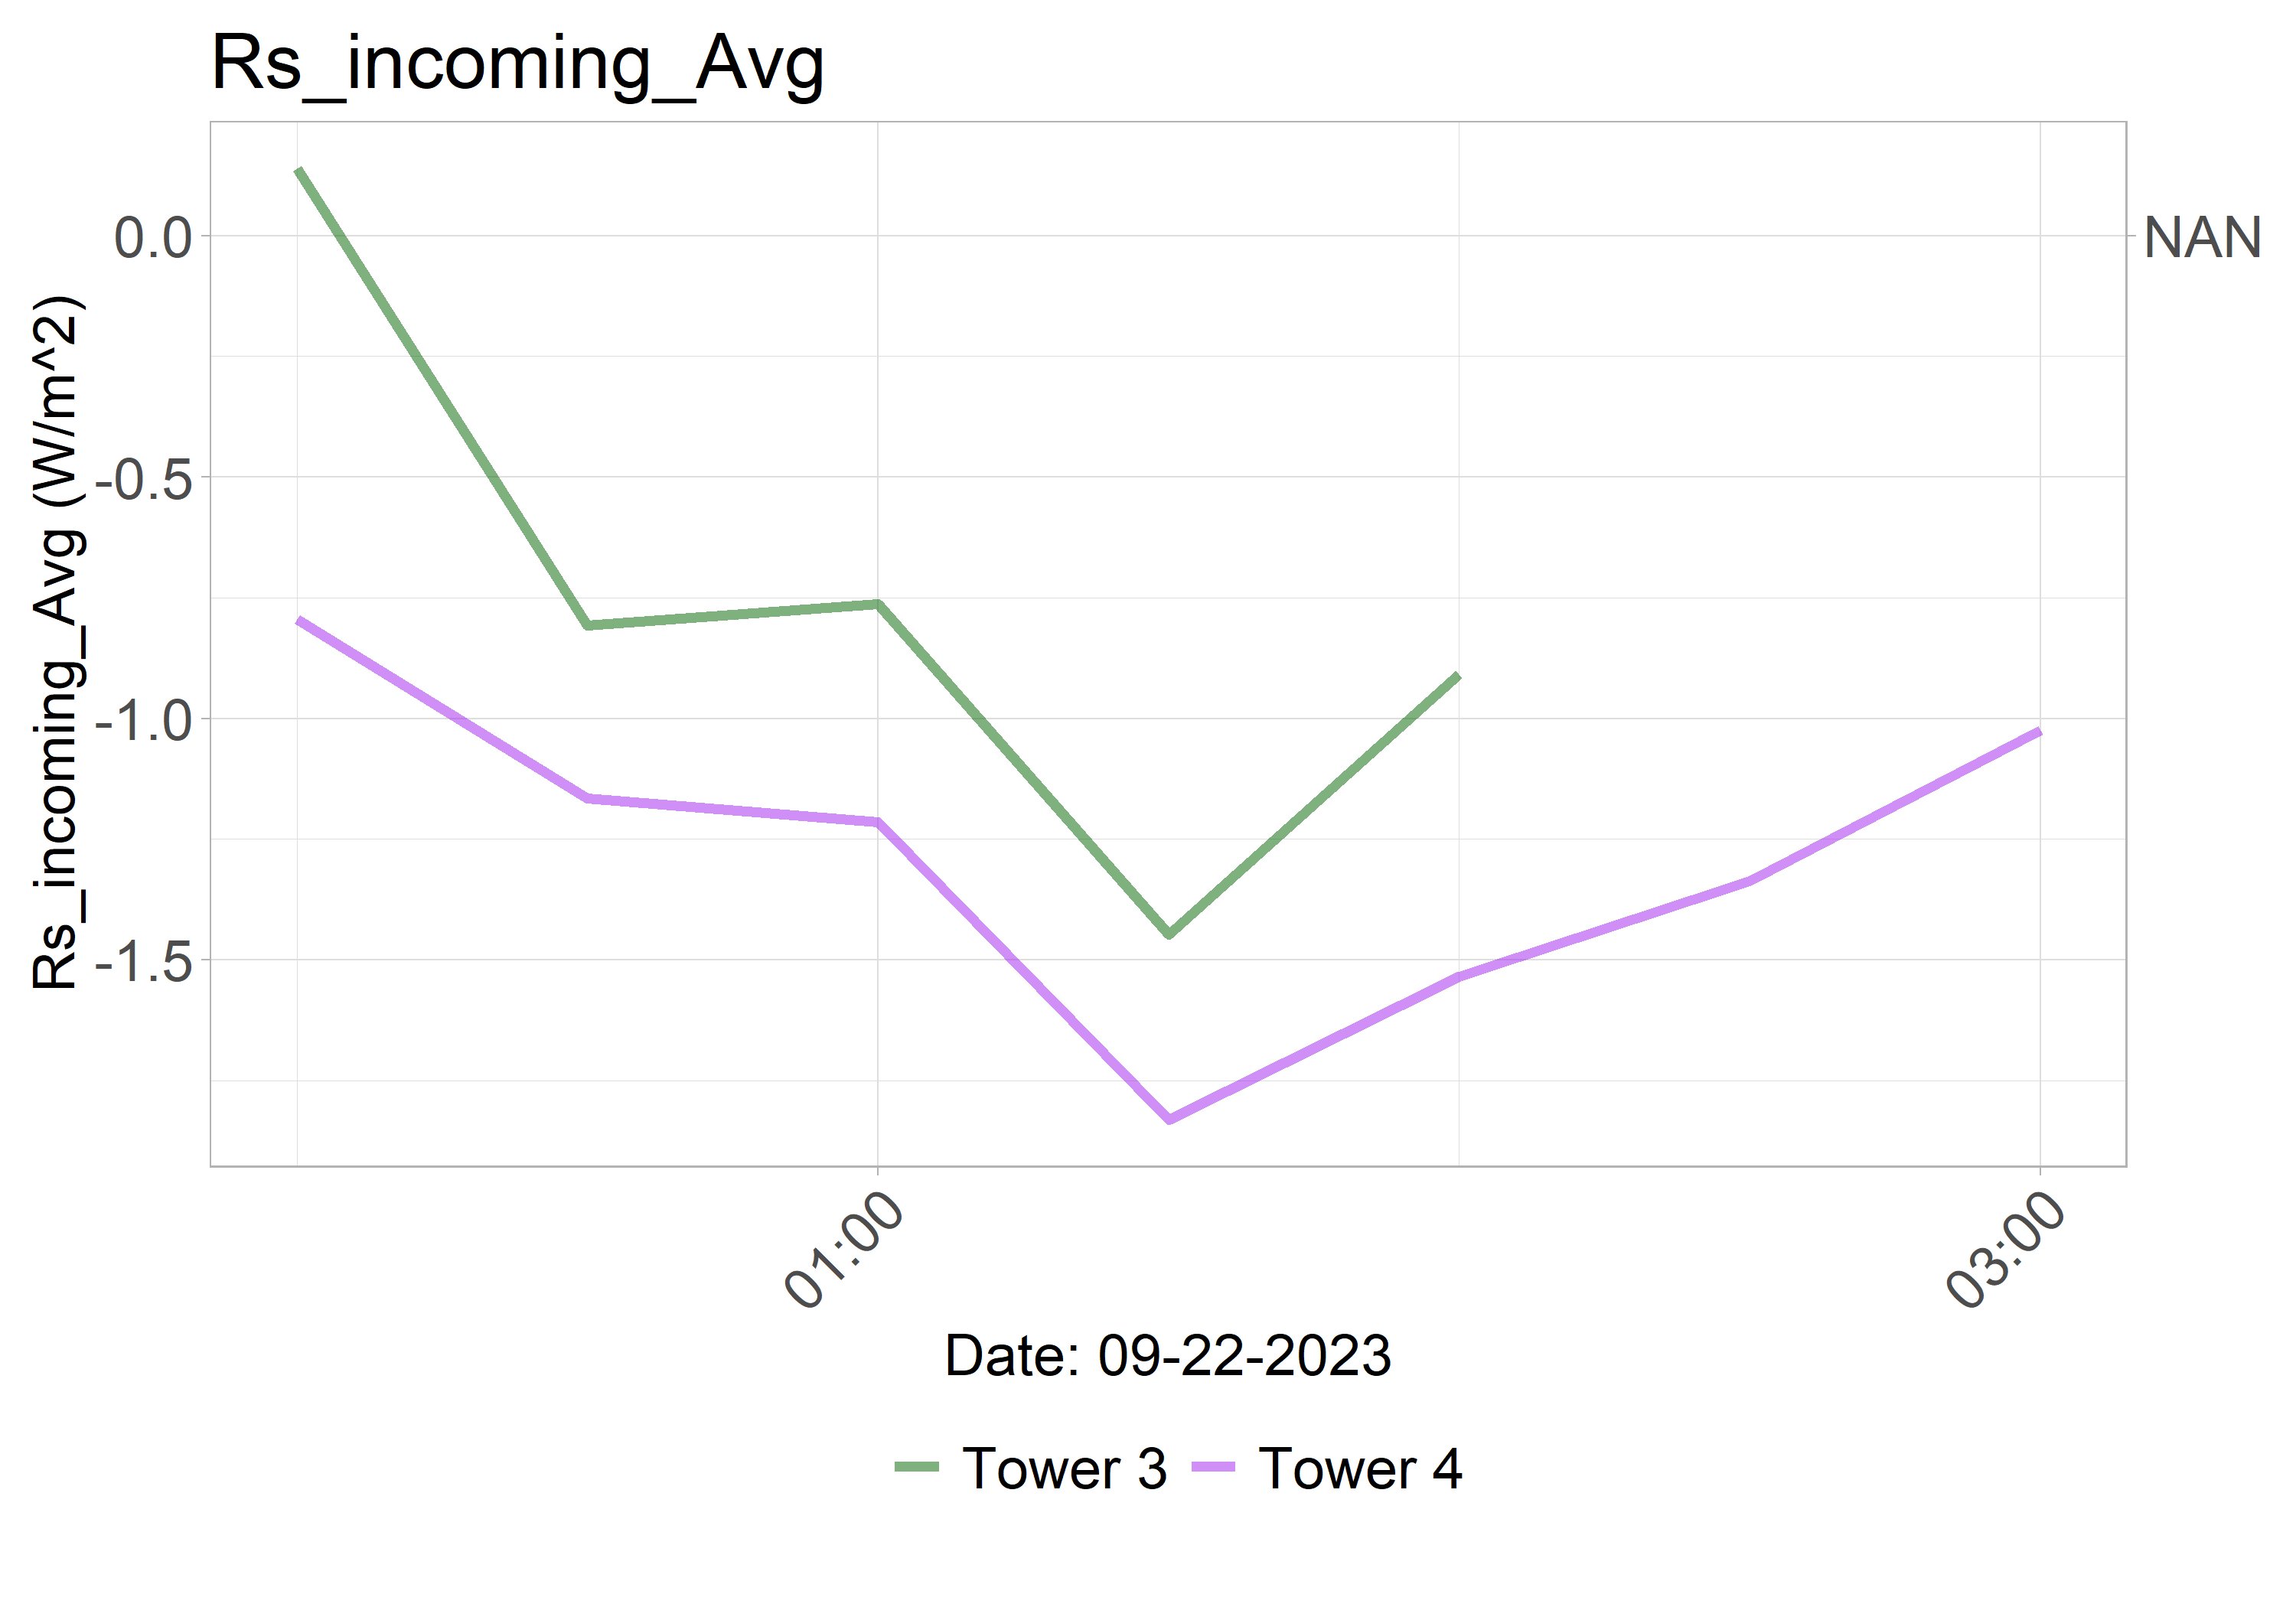 Rs_incoming_Avg
Rs_incoming_Avg (W/m^2)
0.0
-0.5
-1.0
-1.5
NAN
01:00
03:00
Date: 09-22-2023
Tower 3
Tower 4